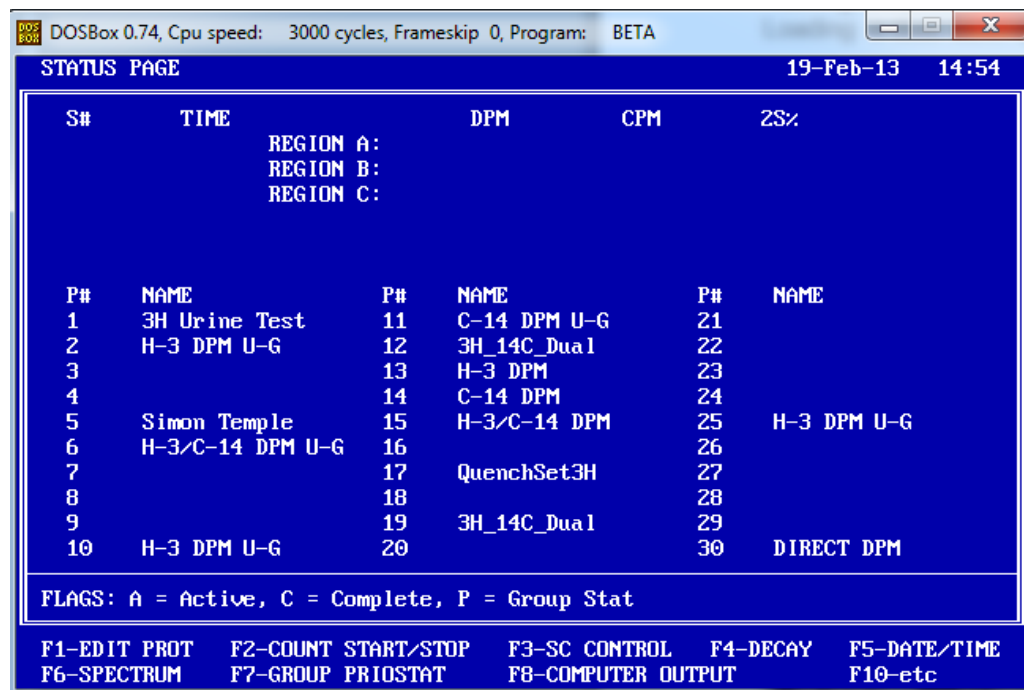 DOSBox 0.74, Cpu speed: 3000 cycles, Frameskip 0, Program: BETA
STATUS PAGE 19-Feb-13 14:54
S# TIME DPM CPM 2S%
REGION A:
REGION B:
REGION C:
P# NAME P# NAME P# NAME
1 3H Urine Test 11 C-14 DPM U-G 21
2 H-3 DPM U-G 12 3H_14C_Dual 22
3 13 H-3 DPM 23
4 14 C-14 DPM 24
5 Simon Temple 15 H-3/C-14 DPM 25 H-3 DPM U-G
6 H-3/C-14 DPM U-G 16 26
7 17 QuenchSet3H 27
8 18 28
9 19 3H_14C_Dual 29
10 H-3 DPM U-G 20 30 DIRECT DPM
FLAGS: A = Active, C = Complete, P = Group Stat
F1-EDIT PROT F2-COUNT START/STOP F3-SC CONTROL F4-DECAY F5-DATE/TIME
F6-SPECTRUM F7-GROUP PRIOSTAT F8-COMPUTER OUTPUT F10-etc